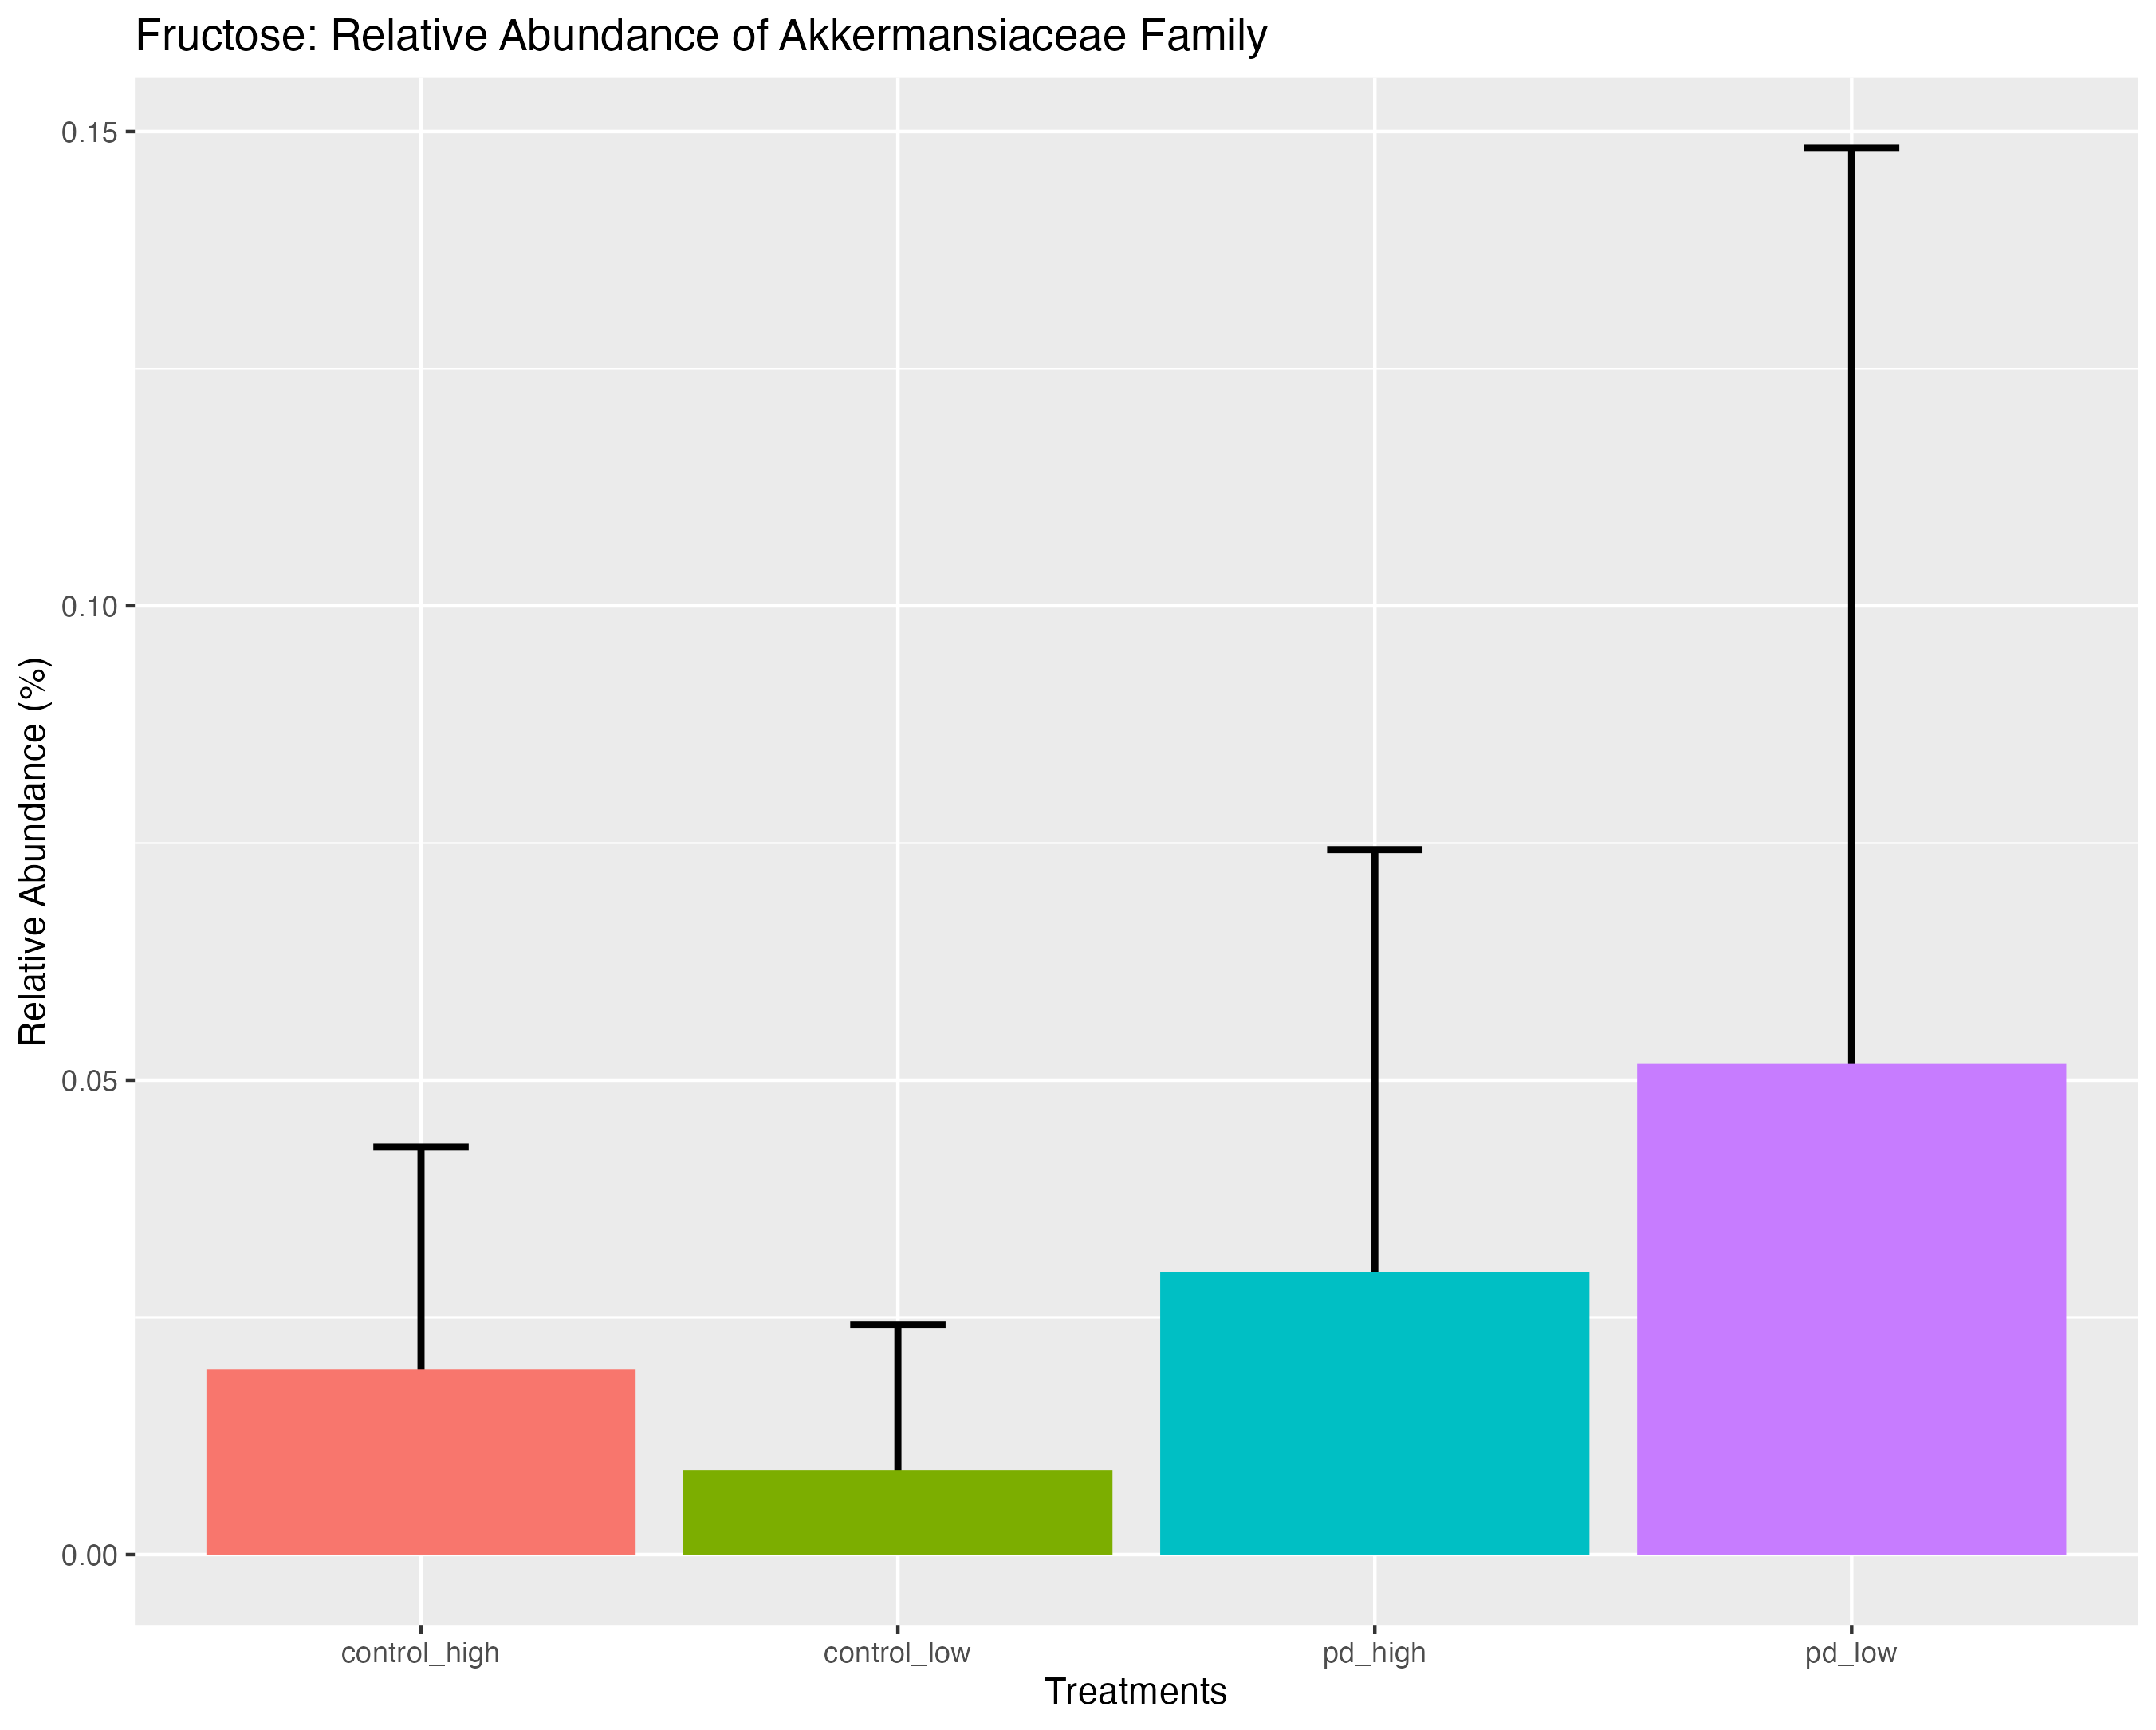 Fructose: Relative Abundance of Akkermansiaceae Family
Relative Abundance (%)
0.15
0.10
0.05
0.00
control_high
control_low
pd_high
pd_low
Treatments